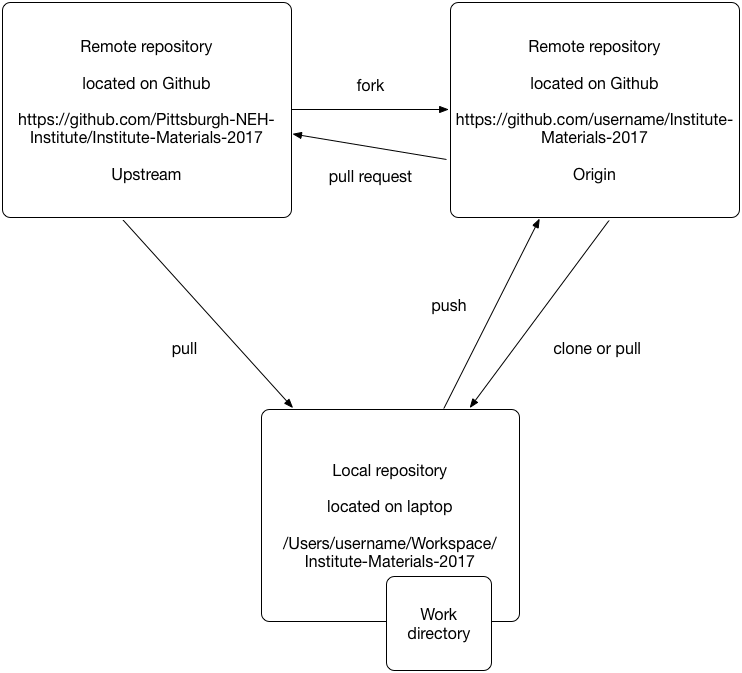 Remote repository
located on Github
https://github.com/Pittsburgh-NEH-
Institute/Institute-Materials-2017
Upstream
fork
pull request
Remote repository
located on Github
https://github.com/username/Institute-
Materials-2017
Origin
pull
push
clone or pull
Local repository
located on laptop
/Users/username/Workspace/
Institute-Materials-2017
Work
directory